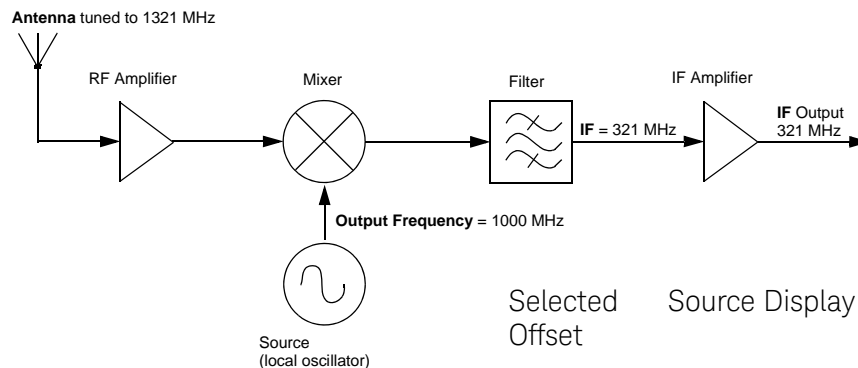 Antenna tuned to 1321 MHz
RF Amplifier
Mixer
Filter
IF Amplifier
IF = 321 MHz
IF Output
321 MHz
Output Frequency = 1000 MHz
Source
(local oscillator)
Selected Source Display
Offset